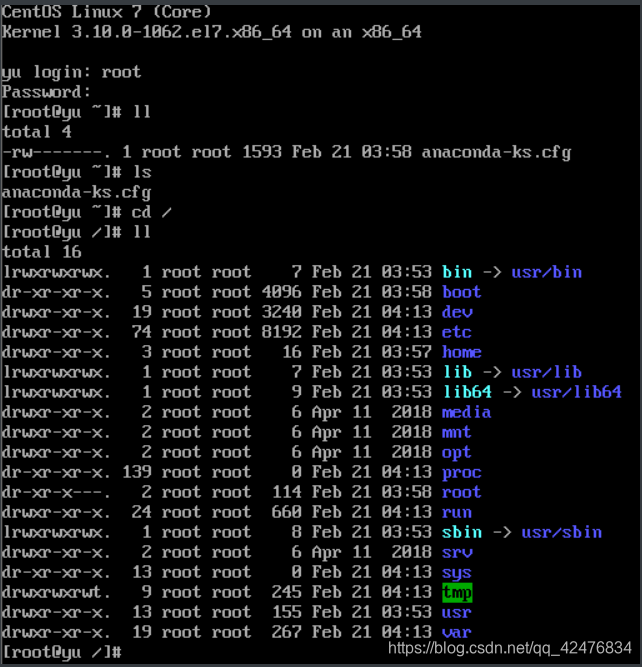 CentOS Linux 7 (Core)
Kernel 3.10.0-1062.el7.x86_64 on an x86_64
yu login: root
Password:
[root@yu ~]# ll
total 4
-rw-------. 1 root root 1593 Feb 21 03:58 anaconda-ks.cfg
[root@yu ~]# ls
anaconda-ks.cfg
[root@yu ~]# cd /
[root@yu /]# ll
total 16
lrwxrwxrwx.   1 root root    7 Feb 21 03:53 bin -> usr/bin
dr-xr-xr-x.   5 root root 4096 Feb 21 03:58 boot
drwxr-xr-x.  19 root root 3240 Feb 21 04:13 dev
drwxr-xr-x.  74 root root 8192 Feb 21 04:13 etc
drwxr-xr-x.   3 root root   16 Feb 21 03:57 home
lrwxrwxrwx.   1 root root    7 Feb 21 03:53 lib -> usr/lib
lrwxrwxrwx.   1 root root    9 Feb 21 03:53 lib64 -> usr/lib64
drwxr-xr-x.   2 root root    6 Apr 11  2018 media
drwxr-xr-x.   2 root root    6 Apr 11  2018 mnt
drwxr-xr-x.   2 root root    6 Apr 11  2018 opt
dr-xr-xr-x. 139 root root    0 Feb 21 04:13 proc
dr-xr-x---.   2 root root  114 Feb 21 03:58 root
drwxr-xr-x.  24 root root  660 Feb 21 04:13 run
lrwxrwxrwx.   1 root root    8 Feb 21 03:53 sbin -> usr/sbin
drwxr-xr-x.   2 root root    6 Apr 11  2018 srv
dr-xr-xr-x.  13 root root    0 Feb 21 04:13 sys
drwxrwxrwt.   9 root root  245 Feb 21 04:13 tmp
drwxr-xr-x.  13 root root  155 Feb 21 03:53 usr
drwxr-xr-x.  19 root root  267 Feb 21 04:13 var
[root@yu /]#
https://blog.csdn.net/qq_42476834